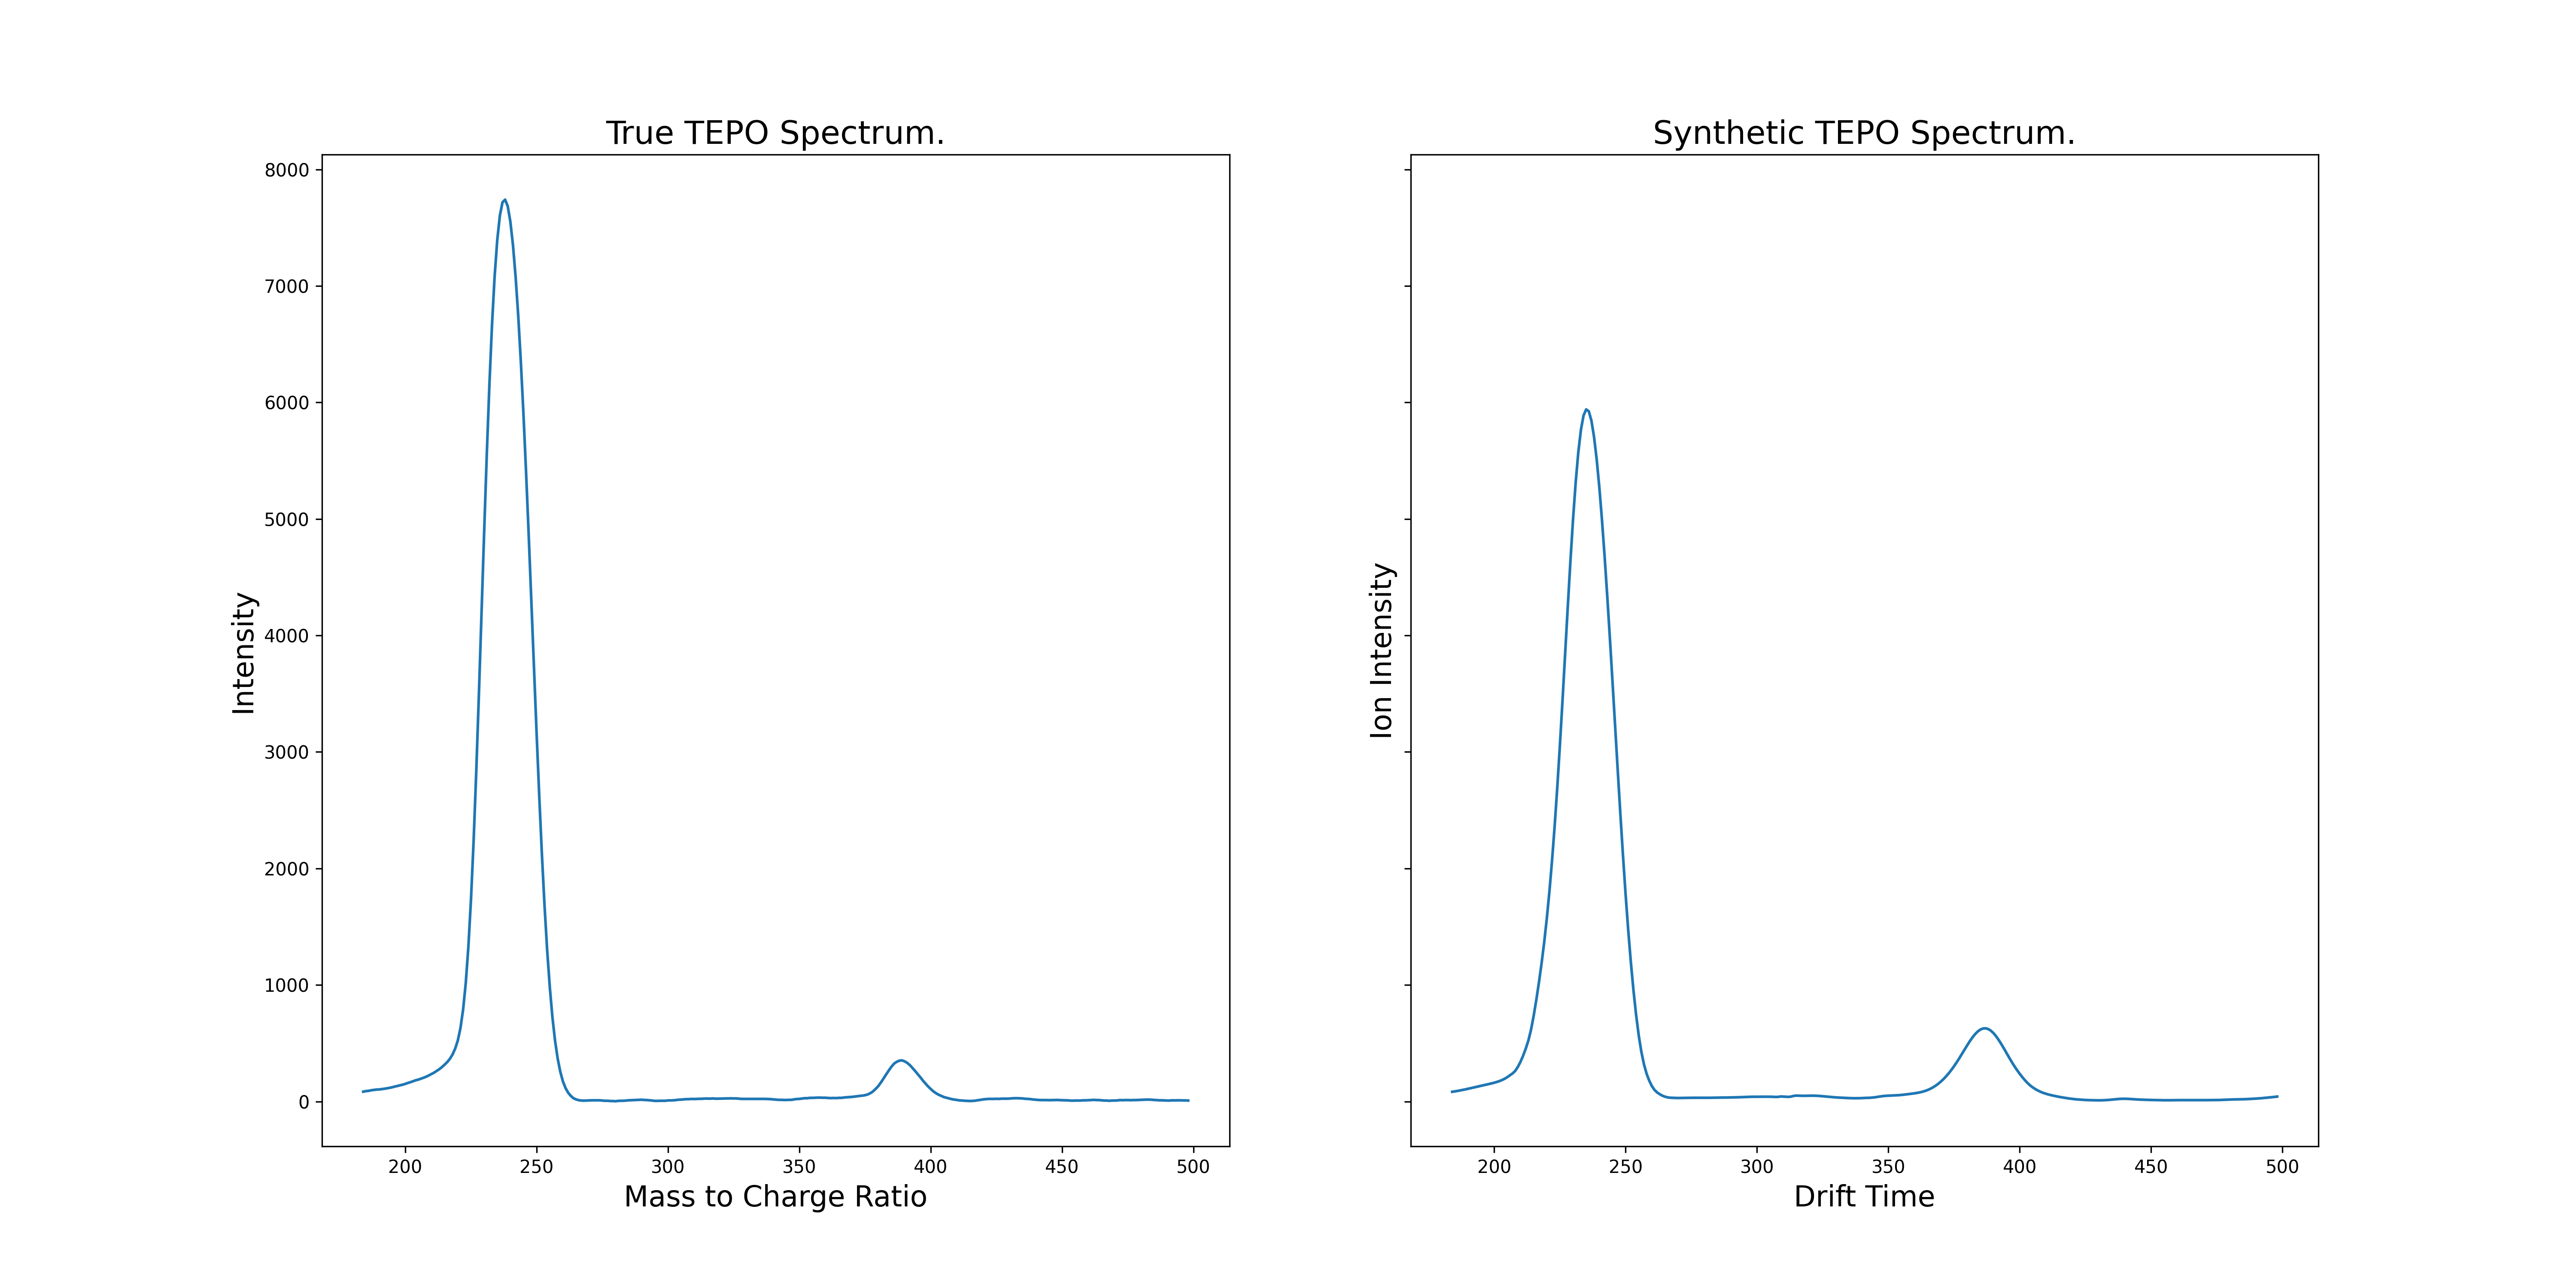 True TEPO Spectrum.
8000
7000
6000
5000
4000
3000
2000
1000
0
Intensity
200 250 300 350 400 450 500
Mass to Charge Ratio
Synthetic TEPO Spectrum.
Ion Intensity
200 250 300 350 400 450 500
Drift Time